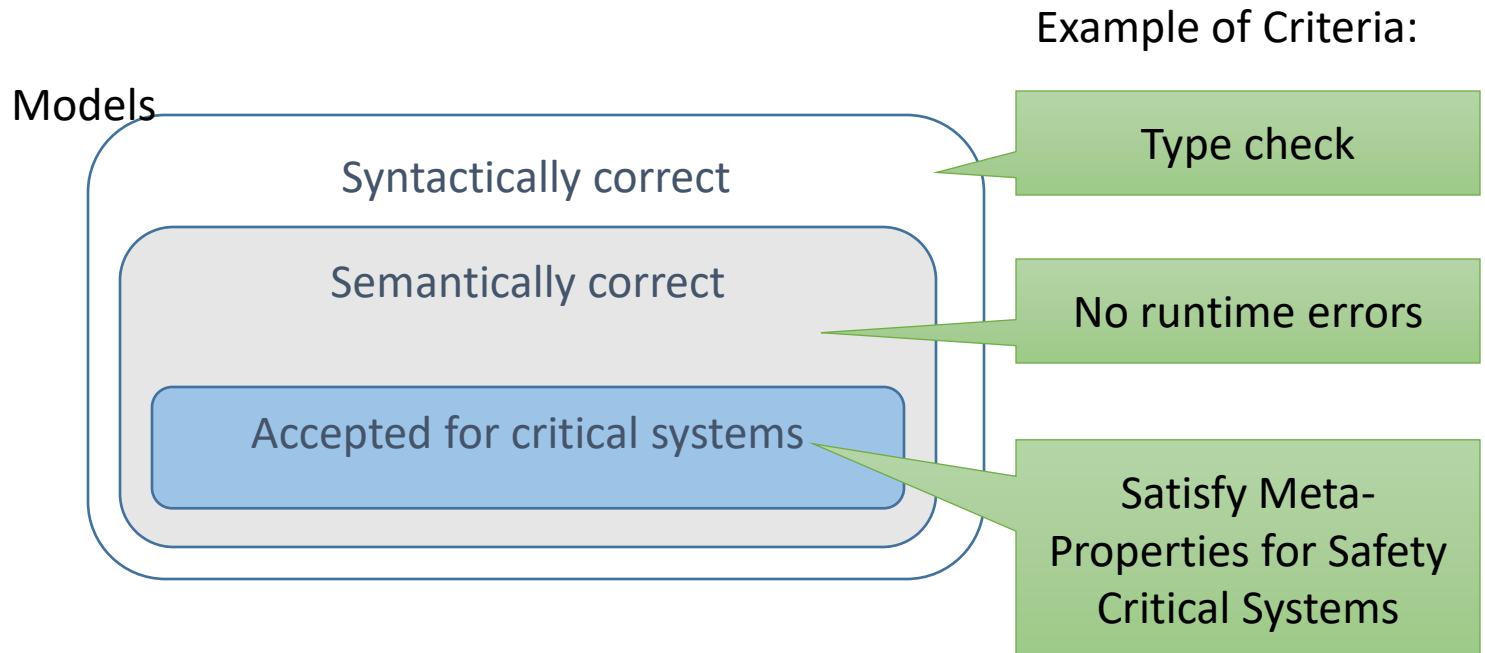 Example of Criteria:
Models
Type check
Syntactically correct
Semantically correct
No runtime errors
Accepted for critical systems
Satisfy Meta-
Properties for Safety
Critical Systems